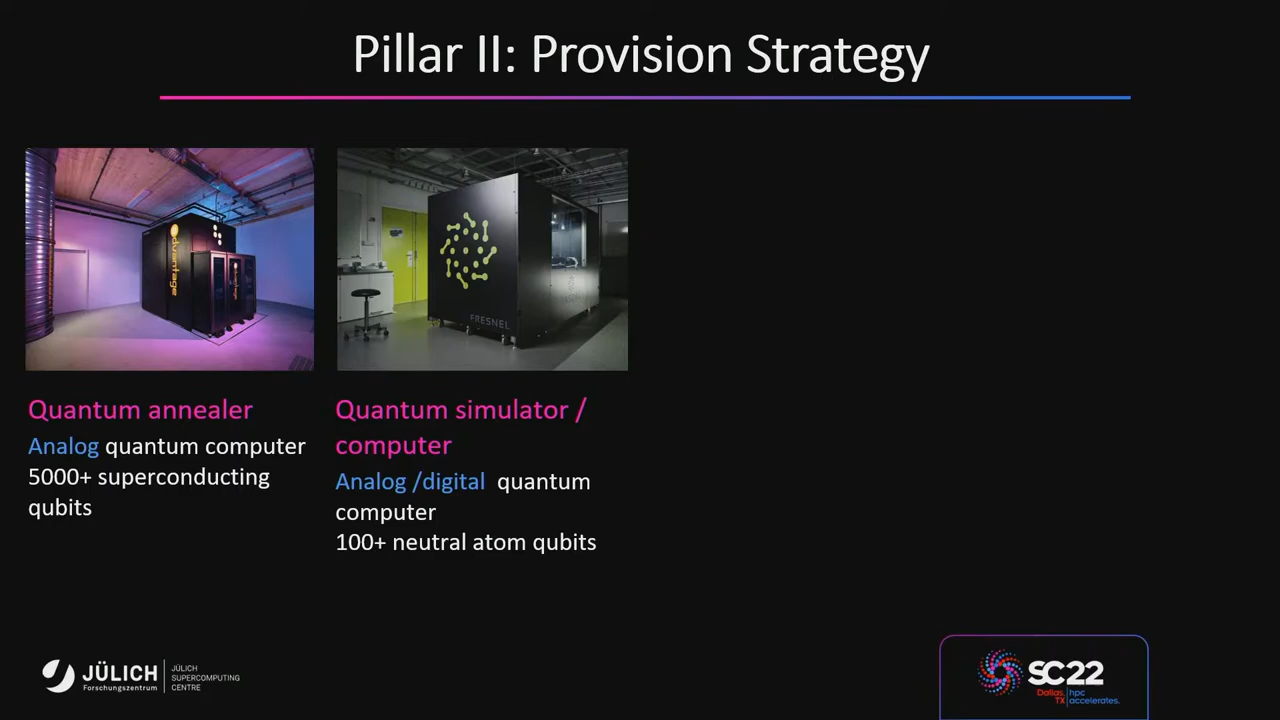 Pillar II: Provision Strategy
Advantage
FRESNEL
Quantum annealer
Analog quantum computer
5000+ superconducting
qubits
Quantum simulator /
computer
Analog /digital quantum
computer
100+ neutral atom qubits
JÜLICH
Forschungszentrum
JÜLICH
SUPERCOMPUTING
CENTRE
SC22
Dallas,
TX
hpc
accelerates.